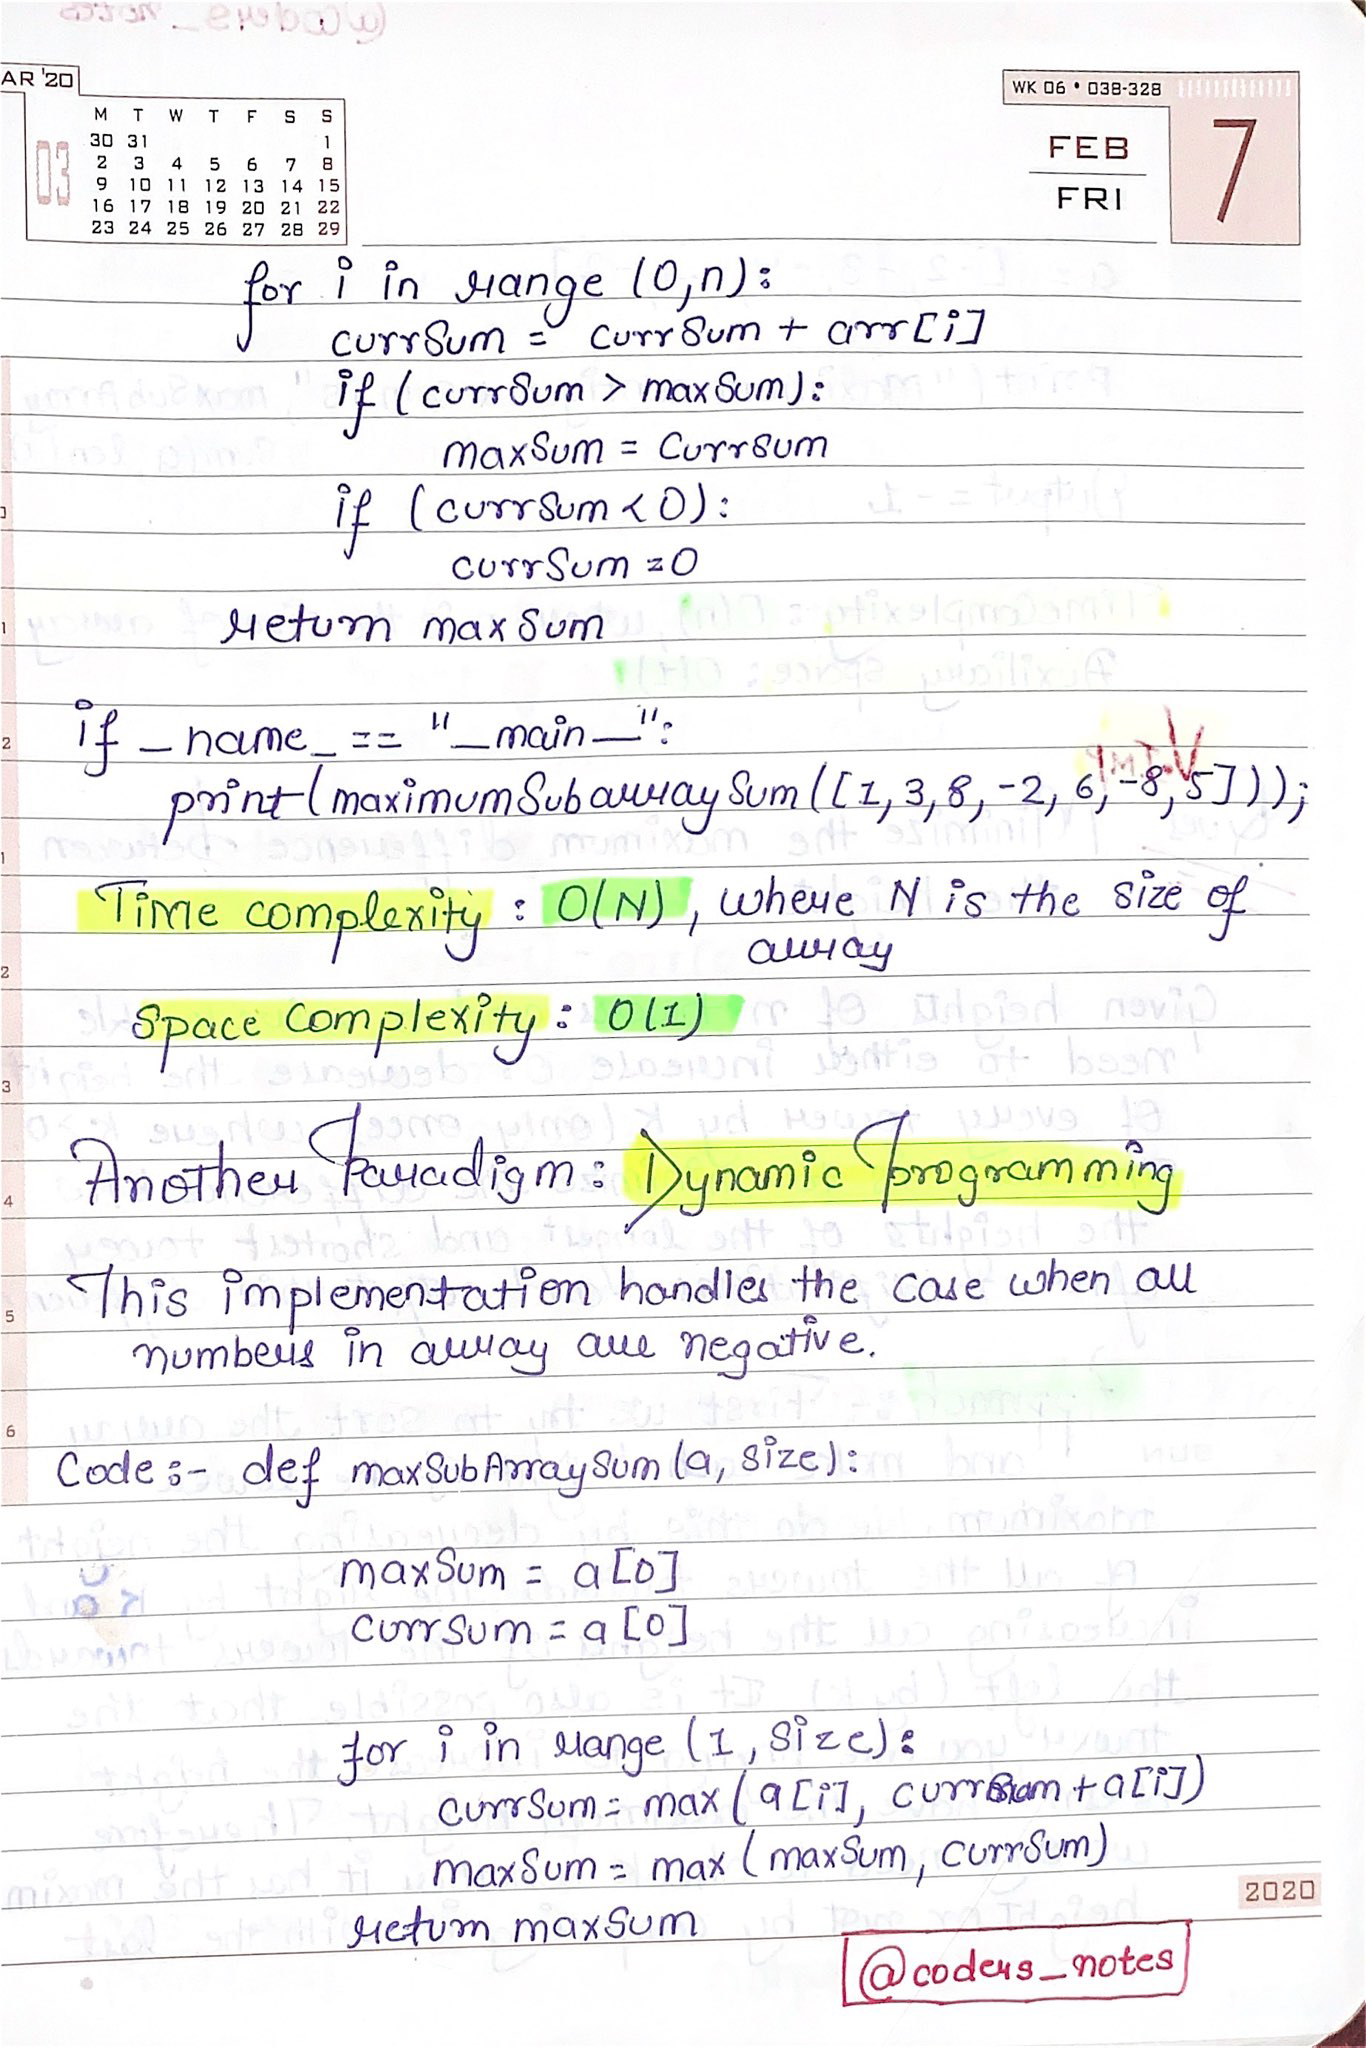 AR '20
M T W T F S S
30 31 1
03
2 3 4 5 6 7 8
9 10 11 12 13 14 15
16 17 18 19 20 21 22
23 24 25 26 27 28 29
WK 06 • 038-328
FEB
FRI
7
for i in range (0,n):
currSum = currSum + arr[i]
if (currSum > maxSum):
maxSum = CurrSum
if (currSum < 0):
currSum = 0
return maxSum
if _name_ == "_main_":
print(maximumSubarraySum([1, 3, 8, -2, 6, -8, 5]));
Time complexity : O(N), where N is the size of
array
Space Complexity : O(1)
Another Paradigm: Dynamic Programming
This implementation handles the case when all
numbers in array are negative.
Code :- def maxSubArraySum (a, size):
maxSum = a[0]
currSum = a[0]
for i in range (1, size):
currSum = max (a[i], currSum + a[i])
maxSum = max (maxSum, CurrSum)
return maxSum
2020
@coders_notes